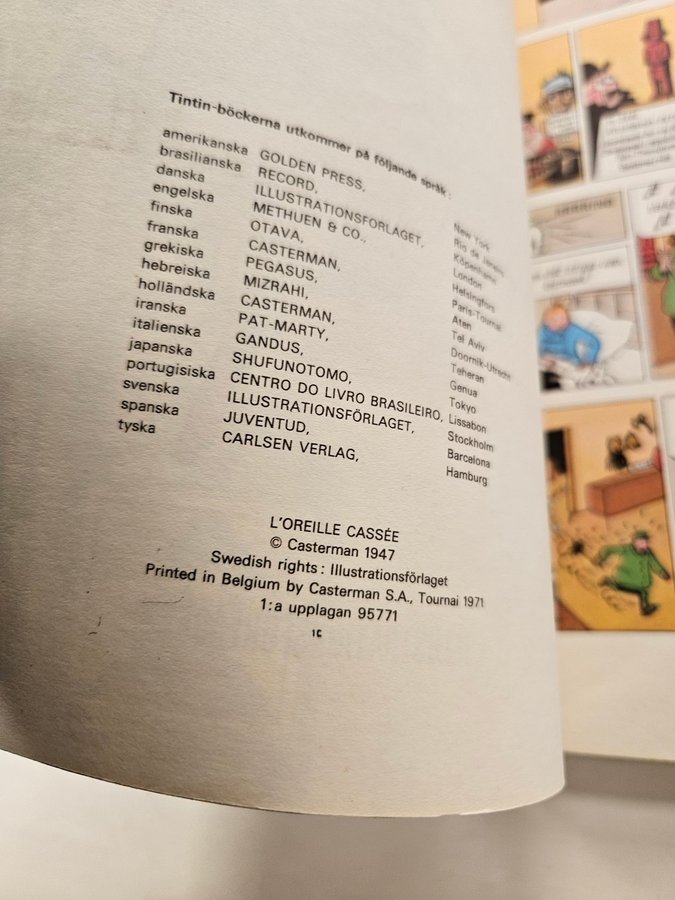 Tintin-böckerna utkommer på följande språk:
amerikanska GOLDEN PRESS, New York
brasilianska RECORD, Rio de Janeiro
danska ILLUSTRATIONSFORLAGET, Köpenhamn
engelska METHUEN & CO., London
finska OTAVA, Helsingfors
franska CASTERMAN, Paris-Tournai
grekiska PEGASUS, Aten
hebreiska MIZRAHI, Tel Aviv
holländska CASTERMAN, Doornik-Utrecht
iranska PAT-MARTY, Teheran
italienska GANDUS, Genua
japanska SHUFUNOTOMO, Tokyo
portugisiska CENTRO DO LIVRO BRASILEIRO, Lissabon
svenska ILLUSTRATIONSFÖRLAGET, Stockholm
spanska JUVENTUD, Barcelona
tyska CARLSEN VERLAG, Hamburg
L'OREILLE CASSÉE
© Casterman 1947
Swedish rights: Illustrationsförlaget
Printed in Belgium by Casterman S.A., Tournai 1971
1:a upplagan 95771
1C